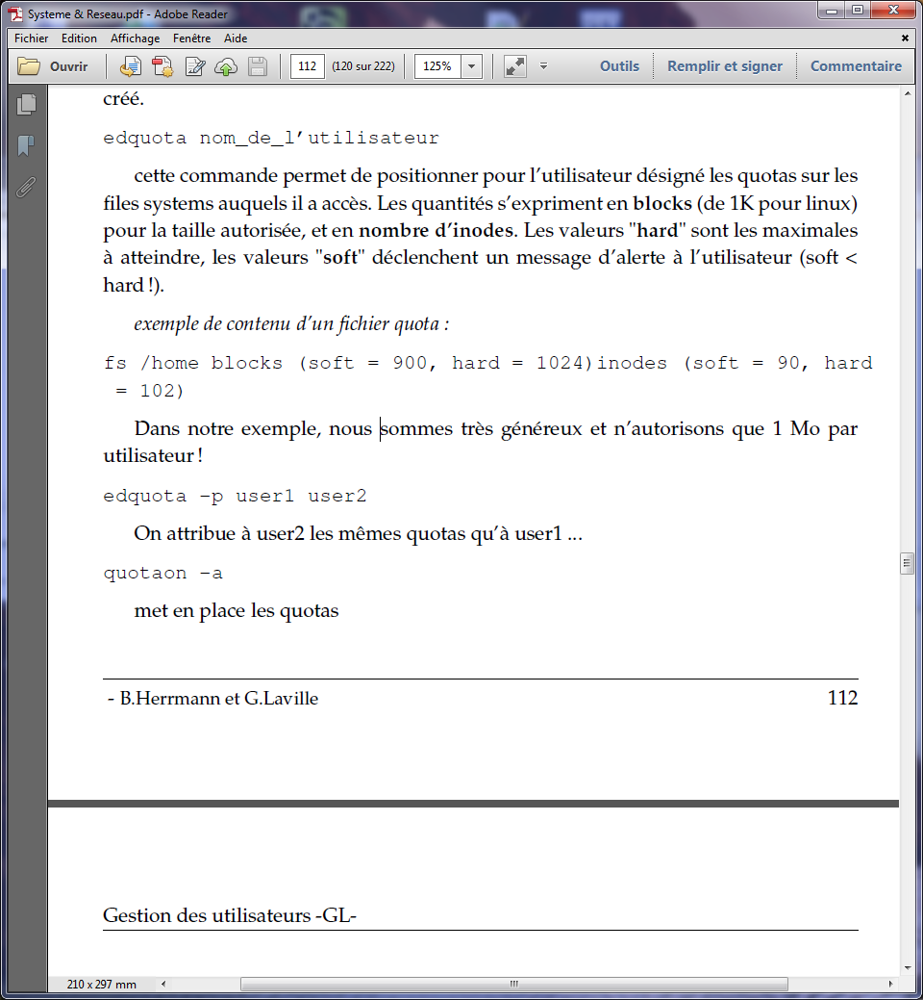 Systeme & Reseau.pdf - Adobe Reader
Fichier Edition Affichage Fenêtre Aide
Ouvrir 112 (120 sur 222) 125% Outils Remplir et signer Commentaire
créé.
edquota nom_de_l’utilisateur
cette commande permet de positionner pour l’utilisateur désigné les quotas sur les
files systems auquels il a accès. Les quantités s’expriment en blocks (de 1K pour linux)
pour la taille autorisée, et en nombre d’inodes. Les valeurs "hard" sont les maximales
à atteindre, les valeurs "soft" déclenchent un message d’alerte à l’utilisateur (soft <
hard !).
exemple de contenu d’un fichier quota :
fs /home blocks (soft = 900, hard = 1024)inodes (soft = 90, hard
= 102)
Dans notre exemple, nous sommes très généreux et n’autorisons que 1 Mo par
utilisateur !
edquota –p user1 user2
On attribue à user2 les mêmes quotas qu’à user1 ...
quotaon –a
met en place les quotas
- B.Herrmann et G.Laville 112
Gestion des utilisateurs -GL-
210 x 297 mm